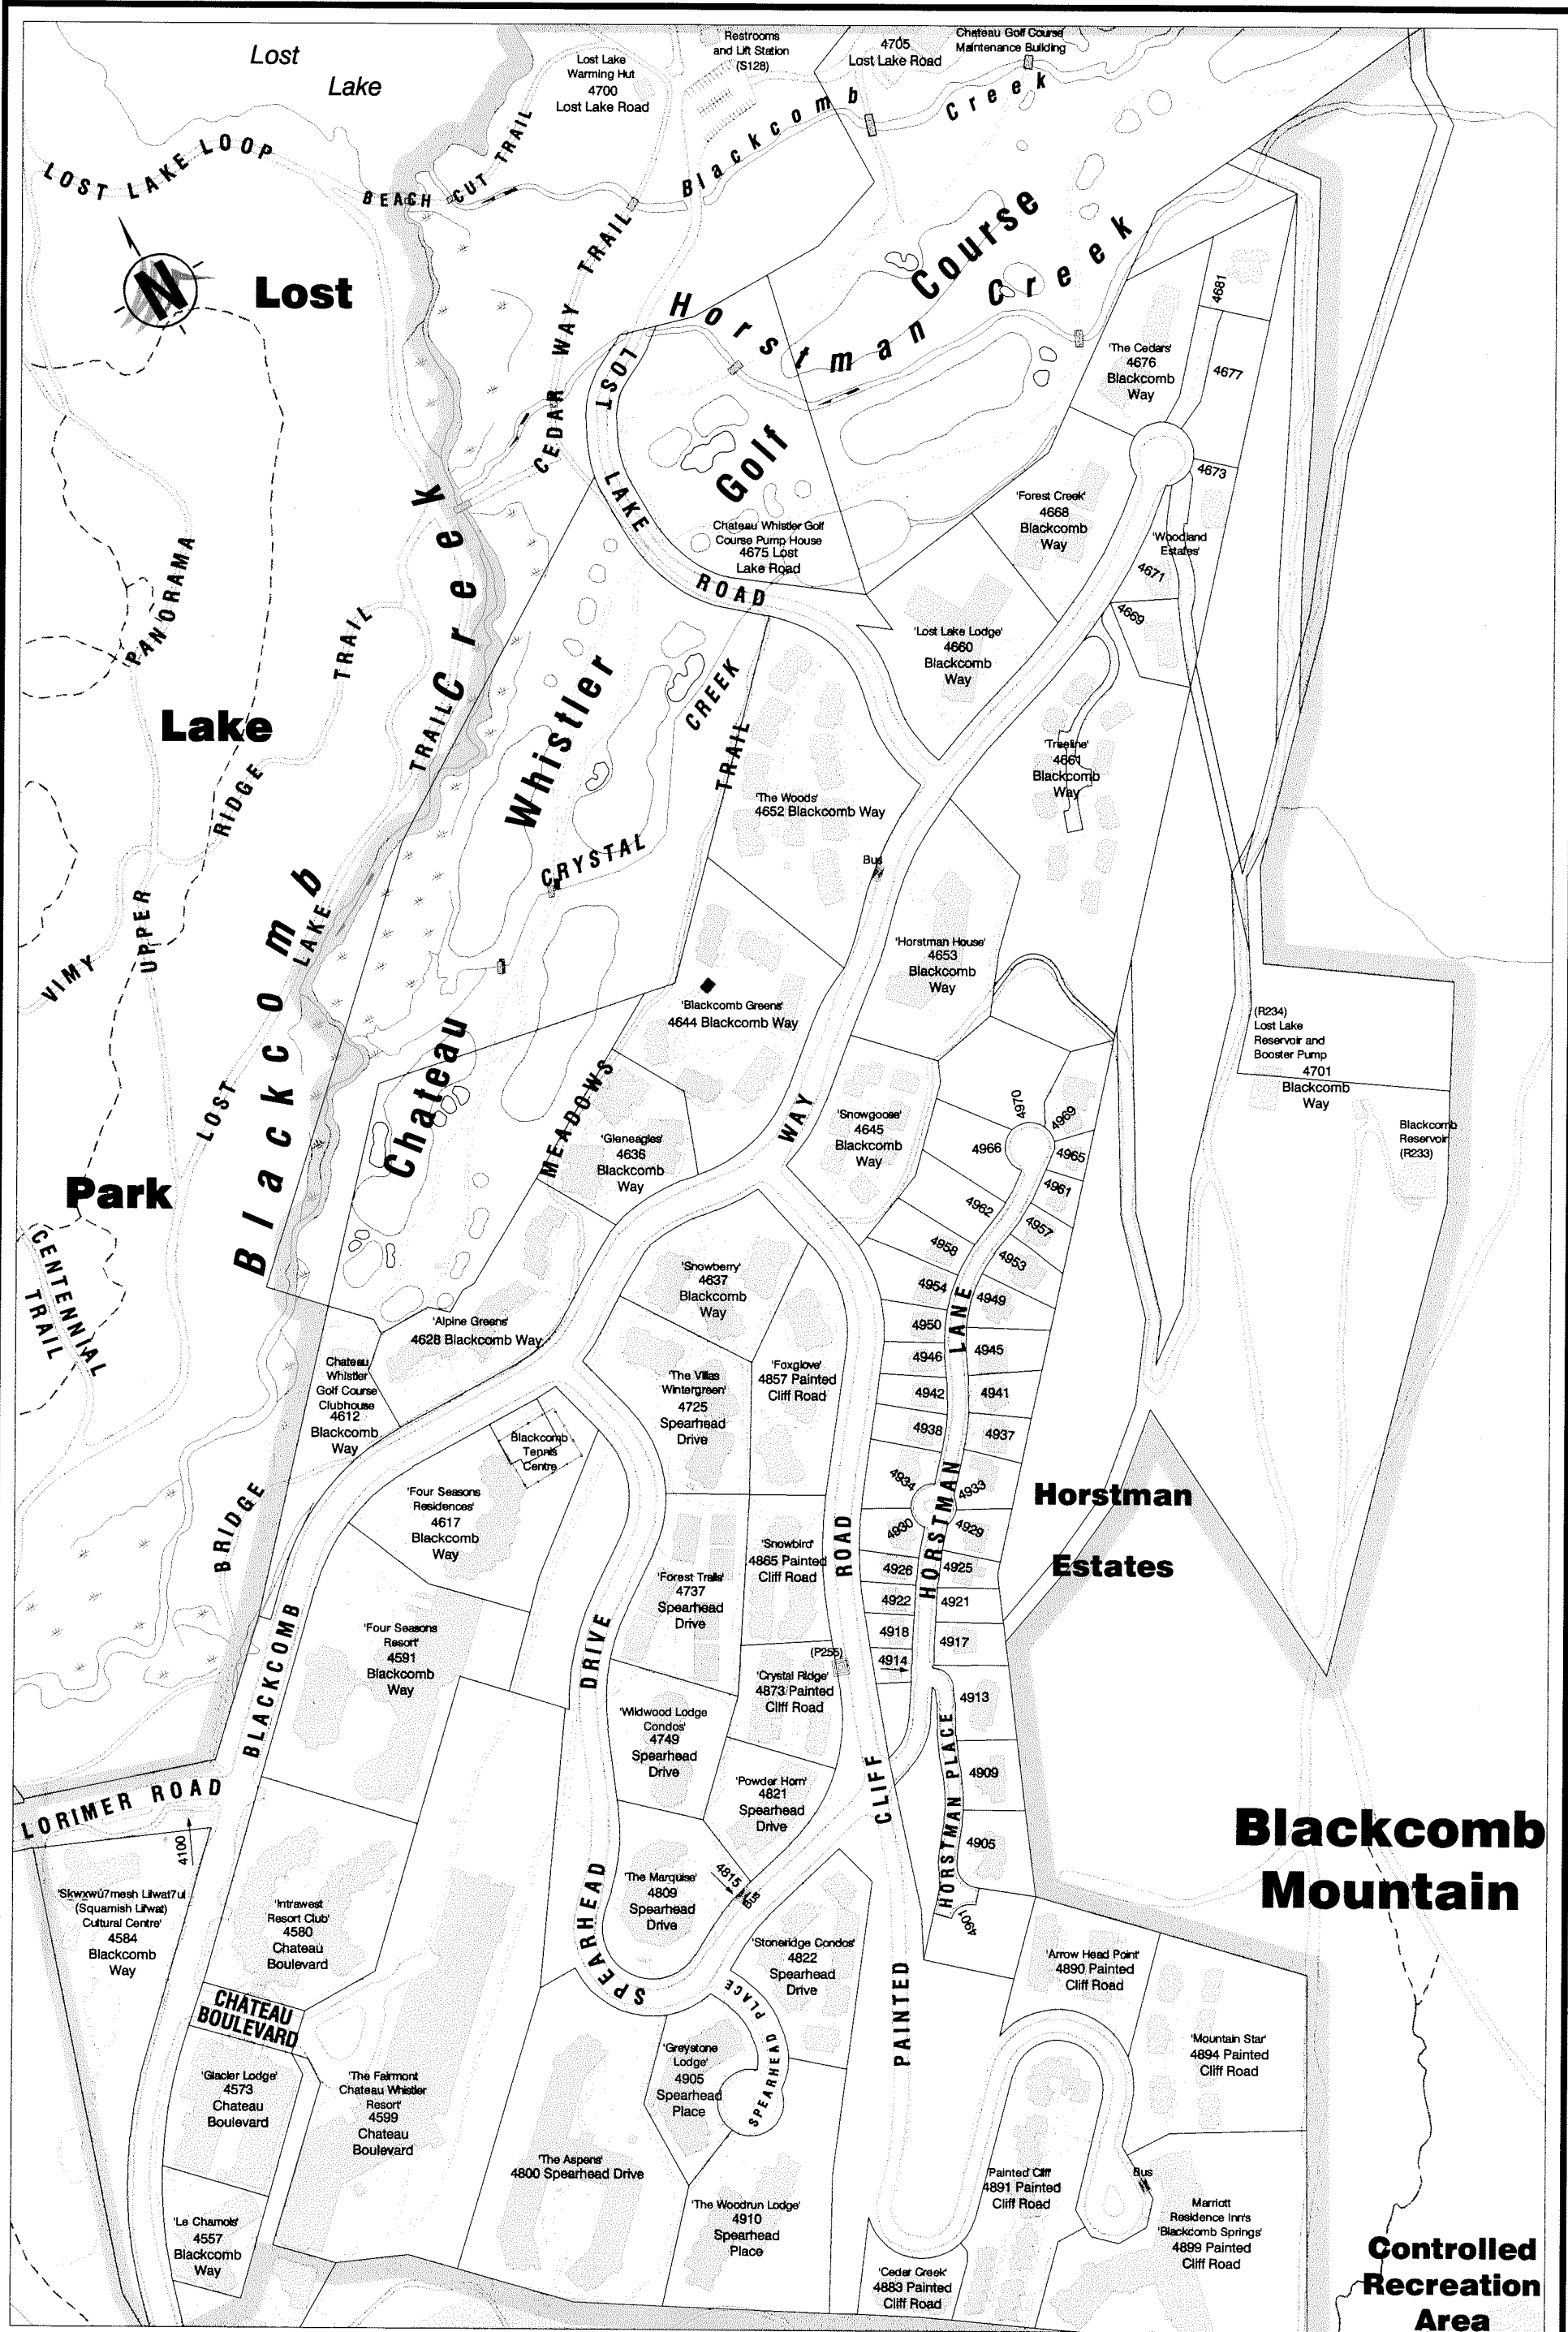 Lost
Lake
Lost Lake
Warming Hut
4700
Lost Lake Road
Restrooms
and Lift Station
(S128)
4705
Lost Lake Road
Chateau Golf Course
Maintenance Building
Blackcomb Creek
LOST LAKE LOOP
BEACH CUT TRAIL
CEDAR WAY TRAIL
N
Lost
Lake
Park
Horstman Creek
Chateau Whistler Golf Course
LOST LAKE ROAD
Chateau Whistler Golf
Course Pump House
4675 Lost
Lake Road
'The Cedars'
4676
Blackcomb
Way
4681
4677
4673
'Forest Creek'
4668
Blackcomb
Way
'Woodland
Estates'
4671
4669
'Lost Lake Lodge'
4660
Blackcomb
Way
'Treeline'
4661
Blackcomb
Way
PANORAMA
TRAIL
UPPER
RIDGE
VIMY
Blackcomb Creek
LOST LAKE TRAIL
CRYSTAL CREEK
MEADOWS TRAIL
'The Woods'
4652 Blackcomb Way
Bus
'Horstman House'
4653
Blackcomb
Way
'Blackcomb Greens'
4644 Blackcomb Way
(R234)
Lost Lake
Reservoir and
Booster Pump
4701
Blackcomb
Way
Blackcomb
Reservoir
(R233)
'Gleneagles'
4636
Blackcomb
Way
'Snowgoose'
4645
Blackcomb
Way
4970
4969
4966
4965
4961
4962
4957
4958
4953
4954
4949
4950
4946
4945
4942
4941
4938
4937
4934
4933
4930
4929
4926
4925
4922
4921
4918
4917
4914
4913
4909
4905
4901
HORSTMAN LANE
HORSTMAN PLACE
Horstman
Estates
CENTENNIAL
TRAIL
'Snowberry'
4637
Blackcomb
Way
'Alpine Greens'
4628 Blackcomb Way
Chateau
Whistler
Golf Course
Clubhouse
4612
Blackcomb
Way
'The Villas
Wintergreen'
4725
Spearhead
Drive
'Foxglove'
4857 Painted
Cliff Road
Blackcomb
Tennis
Centre
'Four Seasons
Residences'
4617
Blackcomb
Way
BRIDGE
'Snowbird'
4865 Painted
Cliff Road
'Forest Trails'
4737
Spearhead
Drive
'Four Seasons
Resort'
4591
Blackcomb
Way
(P255)
'Crystal Ridge'
4873 Painted
Cliff Road
'Wildwood Lodge
Condos'
4749
Spearhead
Drive
'Powder Horn'
4821
Spearhead
Drive
BLACKCOMB WAY
SPEARHEAD DRIVE
PAINTED CLIFF ROAD
LORIMER ROAD
4100
'Skwxwú7mesh Lilwat7ul
(Squamish Lil'wat)
Cultural Centre'
4584
Blackcomb
Way
'Intrawest
Resort Club'
4580
Chateau
Boulevard
'The Marquise'
4809
Spearhead
Drive
4815
Bus
'Stoneridge Condos'
4822
Spearhead
Drive
SPEARHEAD PLACE
Blackcomb
Mountain
'Arrow Head Point'
4890 Painted
Cliff Road
'Mountain Star'
4894 Painted
Cliff Road
CHATEAU
BOULEVARD
'Glacier Lodge'
4573
Chateau
Boulevard
'The Fairmont
Chateau Whistler
Resort'
4599
Chateau
Boulevard
'Greystone
Lodge'
4905
Spearhead
Place
'The Aspens'
4800 Spearhead Drive
'The Woodrun Lodge'
4910
Spearhead
Place
'Painted Cliff'
4891 Painted
Cliff Road
Bus
Marriott
Residence Inn's
'Blackcomb Springs'
4899 Painted
Cliff Road
'Le Chamois'
4557
Blackcomb
Way
'Cedar Creek'
4883 Painted
Cliff Road
Controlled
Recreation
Area